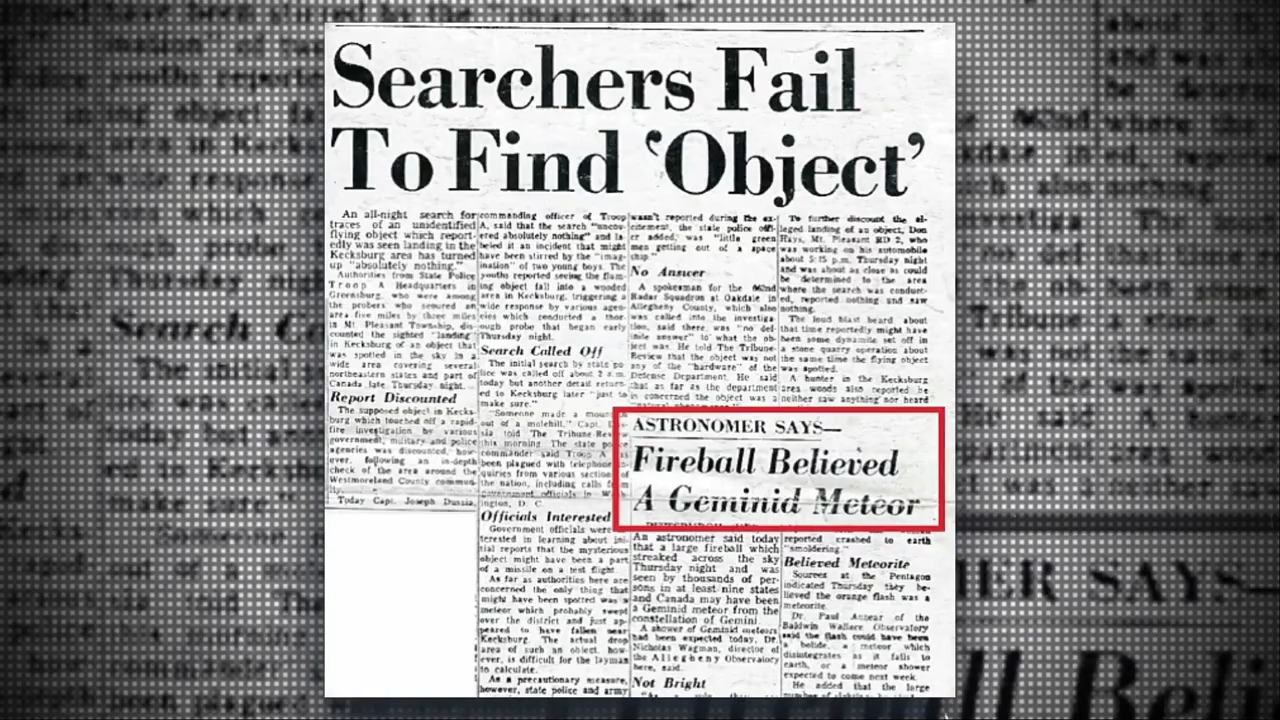 Searchers Fail
To Find 'Object'
An all-night search for
traces of an unidentified
flying object which report-
edly was seen landing in the
Kecksburg area has turned
up "absolutely nothing."
Authorities from State Police
Troop A Headquarters in
Greensburg, who were among
the probers who scoured an
area five miles by three miles
in Mt Pleasant Township, dis-
counted the sighted "landing"
in Kecksburg of an object that
was spotted in the sky in a
wide area covering several
northeastern states and part of
Canada late Thursday night.
Report Discounted
The supposed object in Kecks-
burg which touched off a rapid-
fire investigation by various
government, military and police
agencies was discounted, how-
ever, following an in-depth
check of the area around the
Westmoreland County commun-
ity.
Today Capt. Joseph Dussia,
commanding officer of Troop
A, said that the search "uncov-
ered absolutely nothing" and la-
beled it an incident that might
have been stirred by the "imag-
ination" of two young boys. The
youths reported seeing the flam-
ing object fall into a wooded
area in Kecksburg, triggering a
wide response by various agen-
cies which conducted a thor-
ough probe that began early
Thursday night.
Search Called Off
The initial search by state po-
lice was called off about 2 a.m.
today but another detail return-
ed to Kecksburg later "just to
make sure."
"Someone made a mountain
out of a molehill," Capt.
told The Tribune-Review
this morning. The state police
commander said Troop A has
been plagued with telephone in-
quiries from various sections of
the nation, including calls from
government officials in Wash-
ington, D. C.
Officials Interested
Government officials were in-
terested in learning about ini-
tial reports that the mysterious
object might have been a part
of a missile on a test flight.
As far as authorities here are
concerned the only thing that
might have been spotted was a
meteor which probably swept
over the district and just ap-
peared to have fallen near
Kecksburg. The actual drop
area of such an object, how-
ever, is difficult for the layman
to calculate.
As a precautionary measure,
however, state police and army
wasn't reported during the ex-
citement, the state police offi-
cer added, was "little green
men getting out of a space
ship."
No Answer
A spokesman for the 662nd
Radar Squadron at Oakdale in
Allegheny County, which also
was called into the investiga-
tion, said there was "no def-
inite answer" to what the ob-
ject was. He told The Tribune-
Review that the object was not
any of the "hardware" of the
Defense Department. He said
that as far as the department
is concerned the object was a
"natural phenomenon."
To further discount the al-
leged landing of an object, Don
Hays, Mt. Pleasant RD 2, who
was working on his automobile
about 5:15 p.m. Thursday night
and was about as close as could
be determined to the area
where the search was conduct-
ed, reported nothing and saw
nothing.
The loud blast heard about
that time reportedly might have
been some dynamite set off in
a stone quarry operation about
the same time the flying object
was spotted.
A hunter in the Kecksburg
area woods also reported he
neither saw anything nor heard
ASTRONOMER SAYS—
Fireball Believed
A Geminid Meteor
An astronomer said today
that a large fireball which
streaked across the sky
Thursday night and was
seen by thousands of per-
sons in at least nine states
and Canada may have been
a Geminid meteor from the
constellation of Gemini.
A shower of Geminid meteors
had been expected today, Dr.
Nicholas Wagman, director of
the Allegheny Observatory
here, said.
Not Bright
reported crashed to earth
"smoldering."
Believed Meteorite
Sources at the Pentagon
indicated Thursday they be-
lieved the orange flash was a
meteorite.
Dr. Paul Annear of the
Baldwin Wallace Observatory
said the flash could have been
a bolide, a meteor which
disintegrates as it falls to
earth, or a meteor shower
expected to come next week.
He added that the large